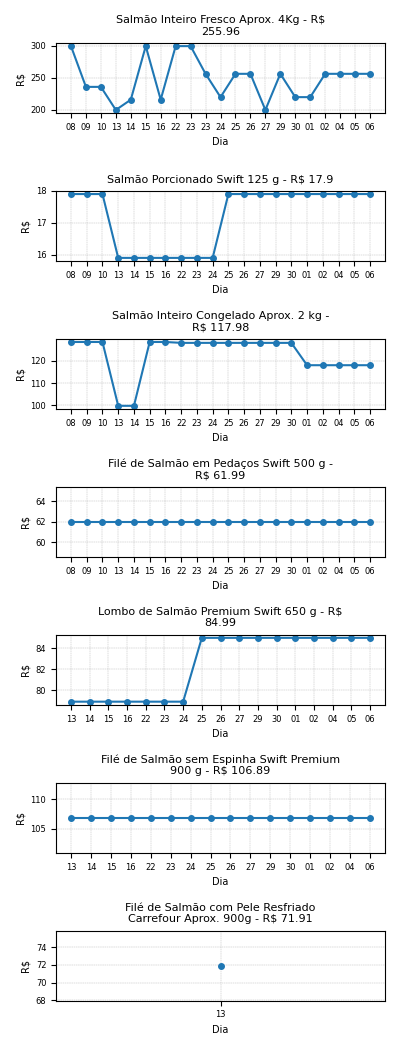 Salmão Inteiro Fresco Aprox. 4Kg - R$
255.96
300
250
200
R$
08 09 10 13 14 15 16 22 23 23 24 25 26 27 29 30 01 02 04 05 06
Dia
Salmão Porcionado Swift 125 g - R$ 17.9
18
17
16
R$
08 09 10 13 14 15 16 22 23 24 25 26 27 29 30 01 02 04 05 06
Dia
Salmão Inteiro Congelado Aprox. 2 kg -
R$ 117.98
120
110
100
R$
08 09 10 13 14 15 16 22 23 24 25 26 27 29 30 01 02 04 05 06
Dia
Filé de Salmão em Pedaços Swift 500 g -
R$ 61.99
64
62
60
R$
08 09 10 13 14 15 16 22 23 24 25 26 27 29 30 01 02 04 05 06
Dia
Lombo de Salmão Premium Swift 650 g - R$
84.99
84
82
80
R$
13 14 15 16 22 23 24 25 26 27 29 30 01 02 04 05 06
Dia
Filé de Salmão sem Espinha Swift Premium
900 g - R$ 106.89
110
105
R$
13 14 15 16 22 23 24 25 26 27 29 30 01 02 04 06
Dia
Filé de Salmão com Pele Resfriado
Carrefour Aprox. 900g - R$ 71.91
74
72
70
68
R$
13
Dia